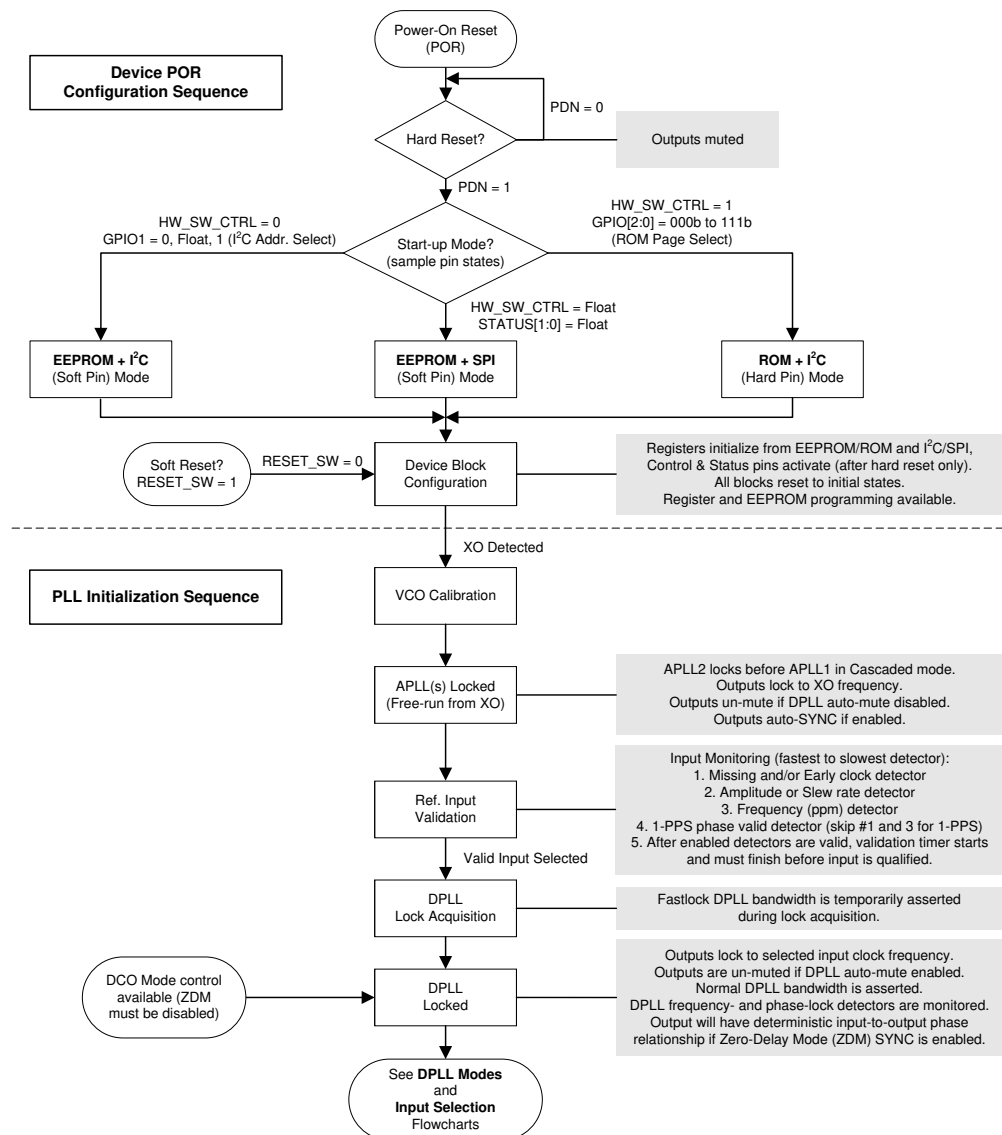 Power-On Reset
(POR)
Device POR
Configuration Sequence
PDN = 0
Hard Reset?
Outputs muted
PDN = 1
HW_SW_CTRL = 0
GPIO1 = 0, Float, 1 (I²C Addr. Select)
HW_SW_CTRL = 1
GPIO[2:0] = 000b to 111b
(ROM Page Select)
Start-up Mode?
(sample pin states)
HW_SW_CTRL = Float
STATUS[1:0] = Float
EEPROM + I²C
(Soft Pin) Mode
EEPROM + SPI
(Soft Pin) Mode
ROM + I²C
(Hard Pin) Mode
Soft Reset?
RESET_SW = 1
RESET_SW = 0
Device Block
Configuration
Registers initialize from EEPROM/ROM and I²C/SPI,
Control & Status pins activate (after hard reset only).
All blocks reset to initial states.
Register and EEPROM programming available.
XO Detected
PLL Initialization Sequence
VCO Calibration
APLL(s) Locked
(Free-run from XO)
APLL2 locks before APLL1 in Cascaded mode.
Outputs lock to XO frequency.
Outputs un-mute if DPLL auto-mute disabled.
Outputs auto-SYNC if enabled.
Ref. Input
Validation
Input Monitoring (fastest to slowest detector):
1. Missing and/or Early clock detector
2. Amplitude or Slew rate detector
3. Frequency (ppm) detector
4. 1-PPS phase valid detector (skip #1 and 3 for 1-PPS)
5. After enabled detectors are valid, validation timer starts
and must finish before input is qualified.
Valid Input Selected
DPLL
Lock Acquisition
Fastlock DPLL bandwidth is temporarily asserted
during lock acquisition.
DCO Mode control
available (ZDM
must be disabled)
DPLL
Locked
Outputs lock to selected input clock frequency.
Outputs are un-muted if DPLL auto-mute enabled.
Normal DPLL bandwidth is asserted.
DPLL frequency- and phase-lock detectors are monitored.
Output will have deterministic input-to-output phase
relationship if Zero-Delay Mode (ZDM) SYNC is enabled.
See DPLL Modes
and
Input Selection
Flowcharts